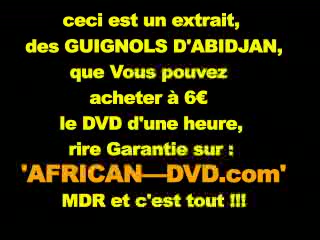 ceci est un extrait,
des GUIGNOLS D'ABIDJAN,
que Vous pouvez
acheter à 6€
le DVD d'une heure,
rire Garantie sur :
'AFRICAN—DVD.com'
MDR et c'est tout !!!